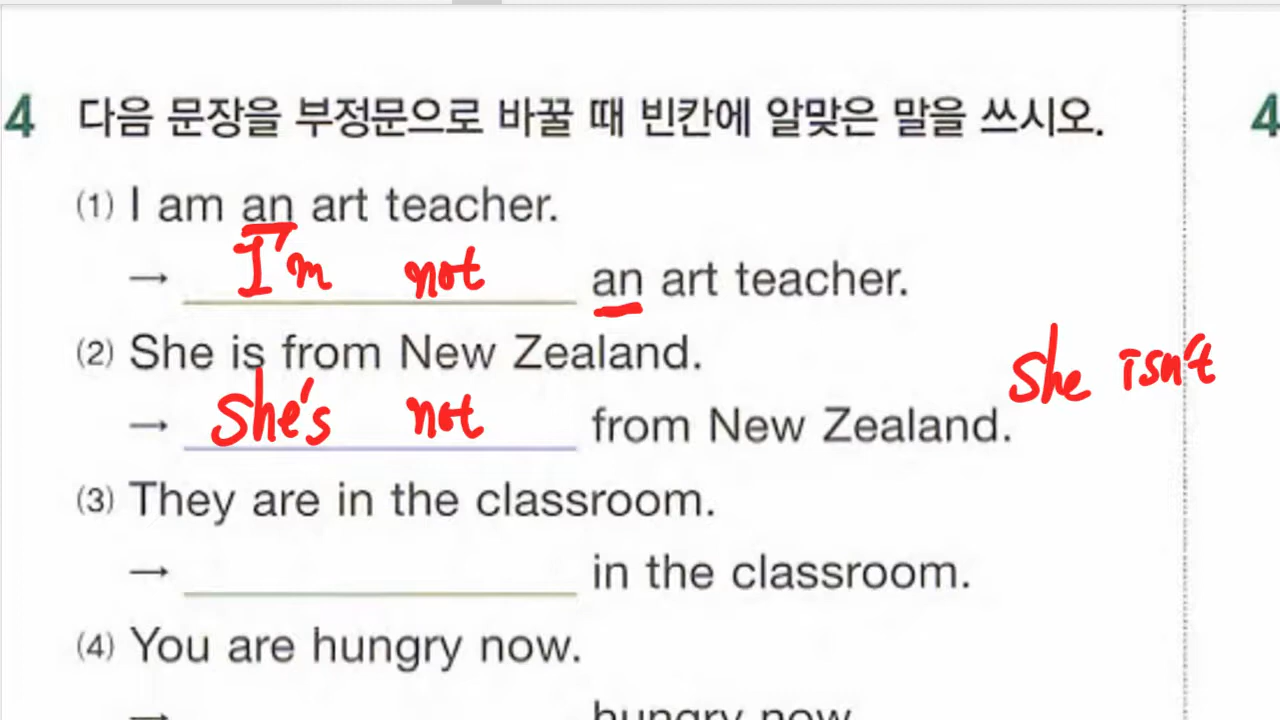 4 다음 문장을 부정문으로 바꿀 때 빈칸에 알맞은 말을 쓰시오. 4
(1) I am an art teacher.
→ I'm not an art teacher.
(2) She is from New Zealand.
She isn't
→ She's not from New Zealand.
(3) They are in the classroom.
→ in the classroom.
(4) You are hungry now.
→ hungry now.